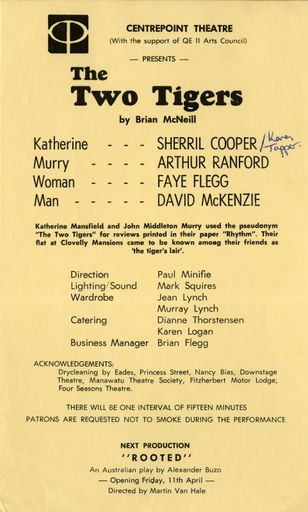 CENTREPOINT THEATRE
(With the support of QE II Arts Council)
— PRESENTS —
The
Two Tigers
by Brian McNeill
Katherine - - - SHERRIL COOPER / Karen Tapper.
Murry - - - - ARTHUR RANFORD
Woman - - - - FAYE FLEGG
Man - - - - - DAVID McKENZIE
Katherine Mansfield and John Middleton Murry used the pseudonym
"The Two Tigers" for reviews printed in their paper "Rhythm". Their
flat at Clovelly Mansions came to be known among their friends as
'the tiger's lair'.
Direction Paul Minifie
Lighting/Sound Mark Squires
Wardrobe Jean Lynch
Murray Lynch
Catering Dianne Thorstensen
Karen Logan
Business Manager Brian Flegg
ACKNOWLEDGEMENTS:
Drycleaning by Eades, Princess Street, Nancy Bias, Downstage
Theatre, Manawatu Theatre Society, Fitzherbert Motor Lodge,
Four Seasons Theatre.
THERE WILL BE ONE INTERVAL OF FIFTEEN MINUTES
PATRONS ARE REQUESTED NOT TO SMOKE DURING THE PERFORMANCE
NEXT PRODUCTION
"ROOTED"
An Australian play by Alexander Buzo
— Opening Friday, 11th April —
Directed by Martin Van Hale